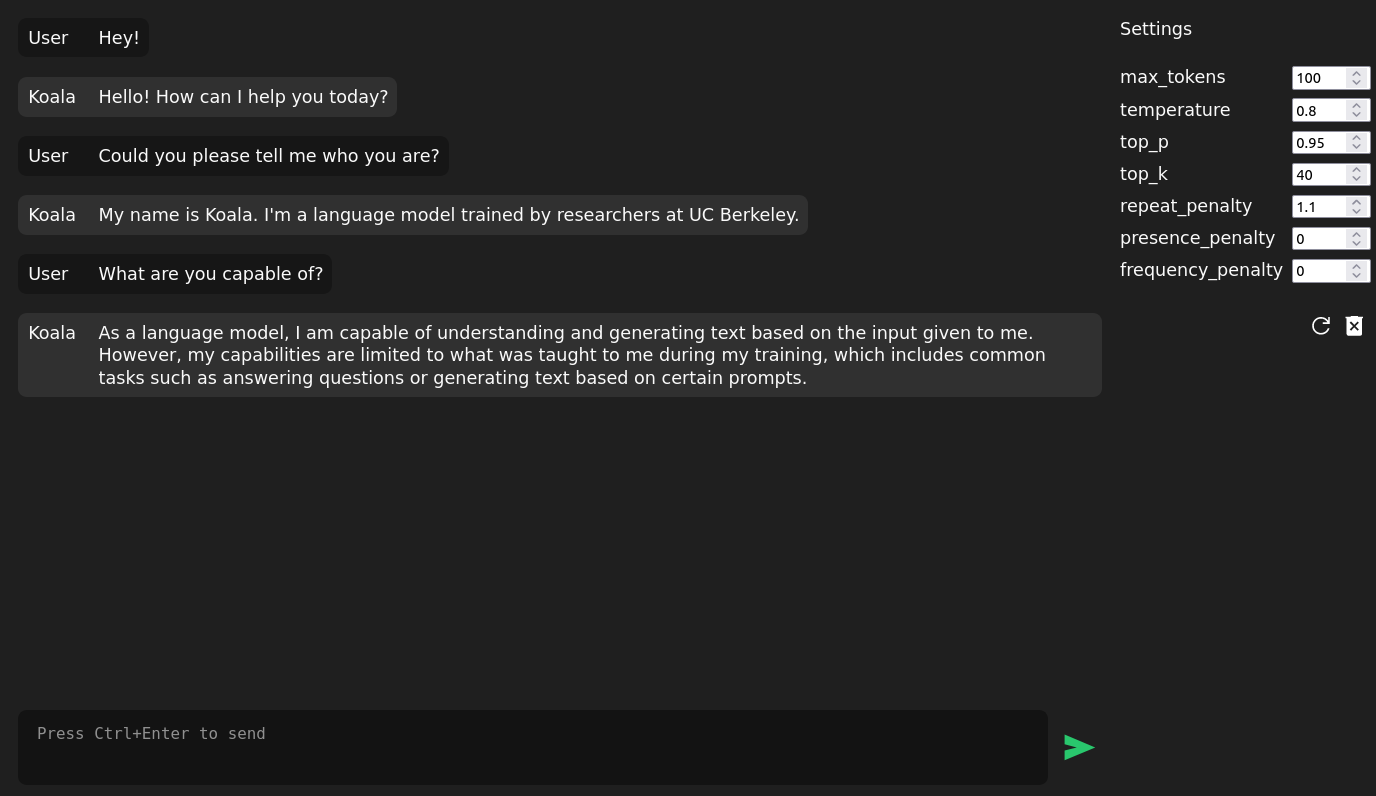 User Hey!
Koala Hello! How can I help you today?
User Could you please tell me who you are?
Koala My name is Koala. I'm a language model trained by researchers at UC Berkeley.
User What are you capable of?
Koala As a language model, I am capable of understanding and generating text based on the input given to me.
However, my capabilities are limited to what was taught to me during my training, which includes common
tasks such as answering questions or generating text based on certain prompts.
Press Ctrl+Enter to send
Settings
max_tokens 100
temperature 0.8
top_p 0.95
top_k 40
repeat_penalty 1.1
presence_penalty 0
frequency_penalty 0